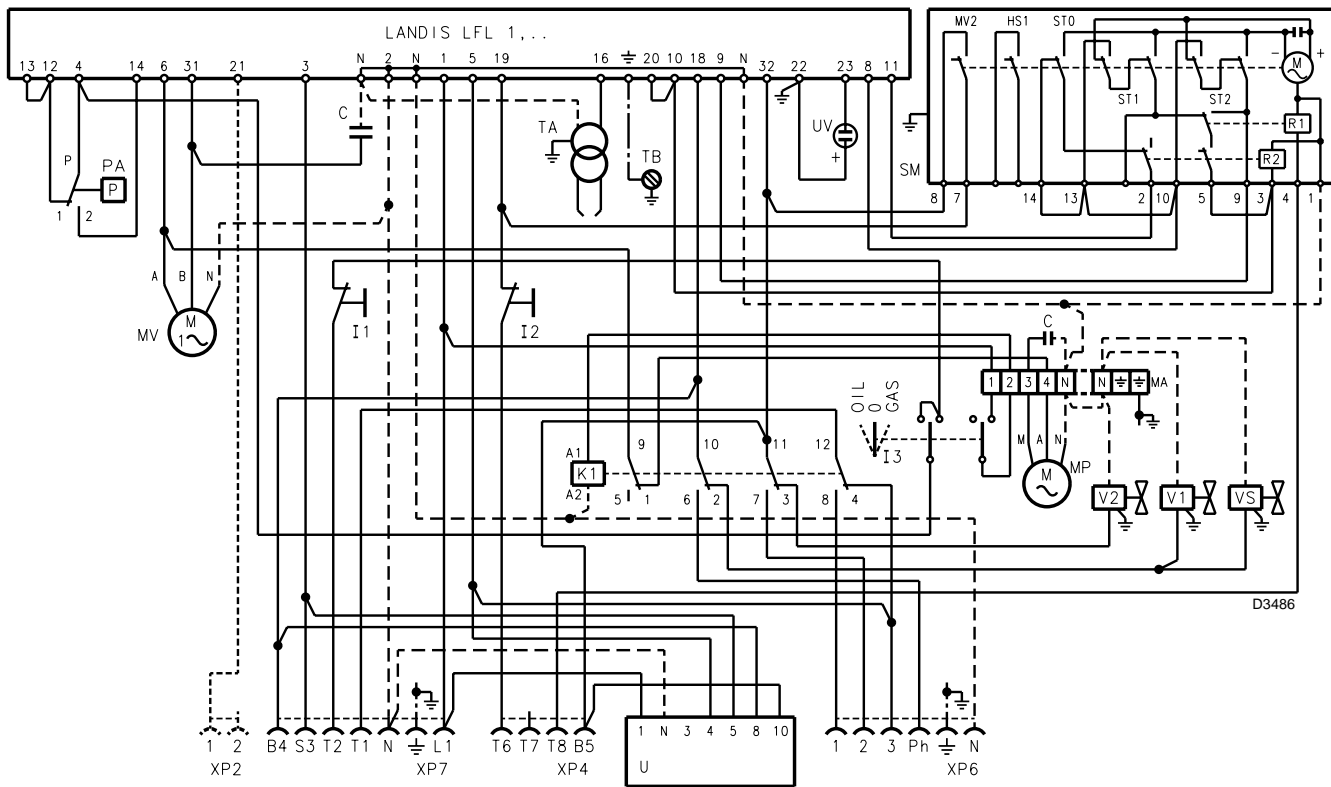 LANDIS LFL 1,..
13 12 4 14 6 31 21 3 N 2 N 1 5 19 16 20 10 18 9 N 32 22 23 8 11
MV2 HS1 ST0
- M +
ST1 ST2
R1
R2
SM
8 7 14 13 2 10 5 9 3 4 1
C
TA
TB
UV
+
P
PA
P
1 2
A B N
M
1
MV
I1
I2
C
1 2 3 4 N N MA
OIL
0
GAS
I3
M A N
M
MP
A1
K1
A2
9 10 11 12
5 1 6 2 7 3 8 4
V2 V1 VS
D3486
1 2
XP2
B4 S3 T2 T1 N L1
XP7
T6 T7 T8 B5
XP4
1 N 3 4 5 8 10
U
1 2 3 Ph N
XP6